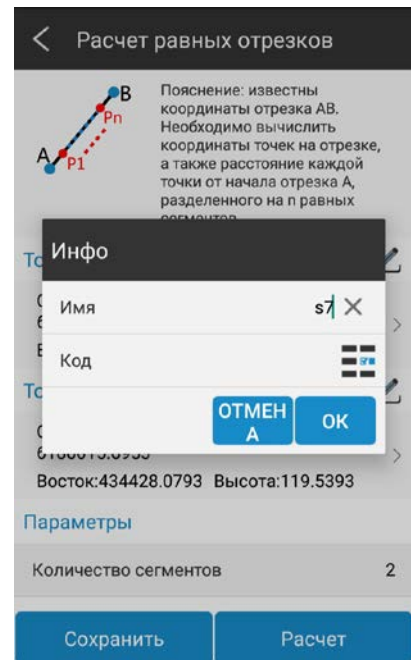 Расчет равных отрезков
B
Pn
A
P1
Пояснение: известны
координаты отрезка АВ.
Необходимо вычислить
координаты точек на отрезке,
а также расстояние каждой
точки от начала отрезка А,
разделенного на n равных
Инфо
Имя s7
Код
ОТМЕН
А
ОК
Восток:434428.0793 Высота:119.5393
Параметры
Количество сегментов 2
Сохранить Расчет